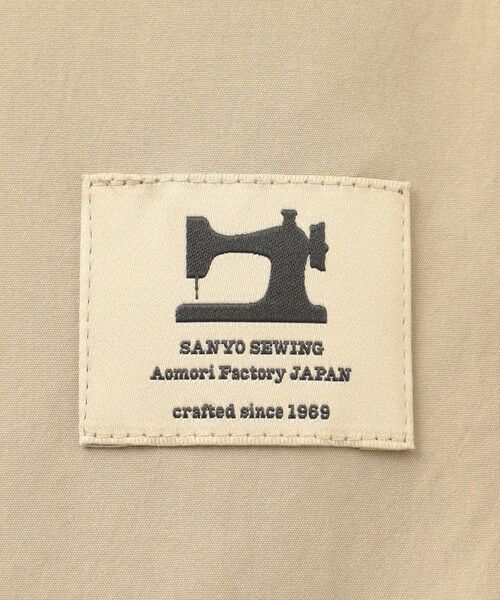 SANYO SEWING
Aomori Factory JAPAN
crafted since 1969